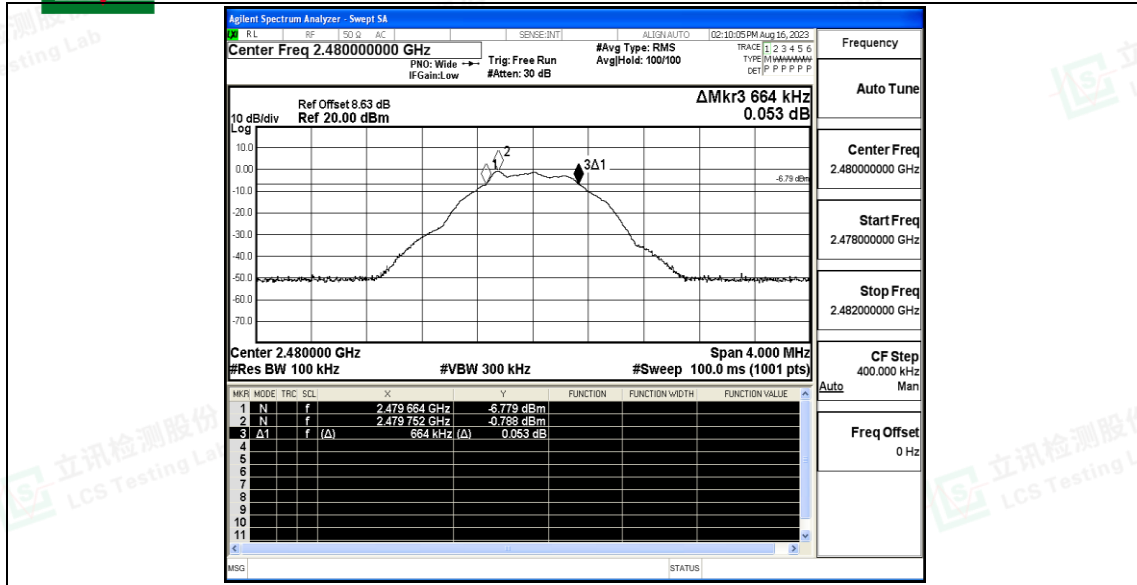 Agilent Spectrum Analyzer - Swept SA
RL RF 50 Ω AC SENSE:INT ALIGN AUTO 02:10:05 PM Aug 16, 2023
Center Freq 2.480000000 GHz
PNO: Wide
IFGain:Low
Trig: Free Run
#Atten: 30 dB
#Avg Type: RMS
Avg|Hold: 100/100
TRACE 1 2 3 4 5 6
TYPE M
DET P P P P P P
Frequency
Auto Tune
Center Freq
2.480000000 GHz
Start Freq
2.478000000 GHz
Stop Freq
2.482000000 GHz
CF Step
400.000 kHz
Auto Man
Freq Offset
0 Hz
ΔMkr3 664 kHz
0.053 dB
Ref Offset 8.63 dB
10 dB/div Ref 20.00 dBm
Log
10.0
0.00
-10.0
-20.0
-30.0
-40.0
-50.0
-60.0
-70.0
1
2
3Δ1
-6.79 dBm
Center 2.480000 GHz Span 4.000 MHz
#Res BW 100 kHz #VBW 300 kHz #Sweep 100.0 ms (1001 pts)
MKR MODE TRC SCL X Y FUNCTION FUNCTION WIDTH FUNCTION VALUE
1 N f 2.479 664 GHz -6.779 dBm
2 N f 2.479 752 GHz -0.788 dBm
3 Δ1 f (Δ) 664 kHz (Δ) 0.053 dB
4
5
6
7
8
9
10
11
MSG STATUS
立讯检测股份
LCS Testing Lab